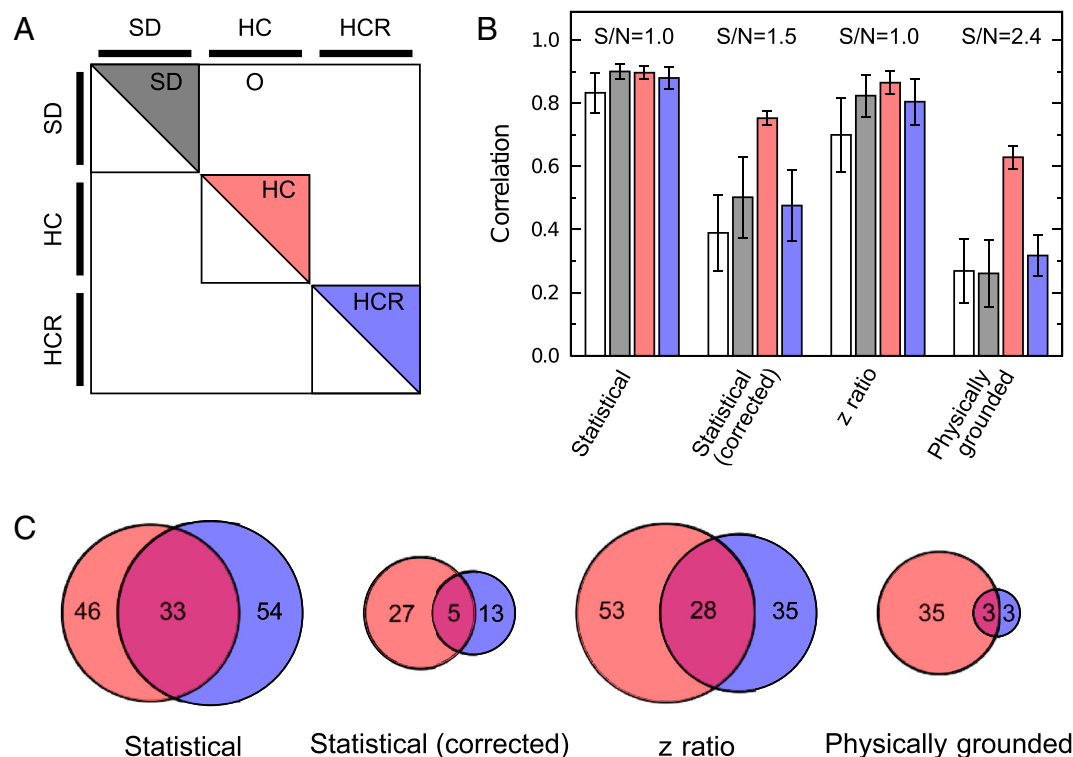 A
SD HC HCR
SD
HC
HCR
SD
O
HC
HCR
B
S/N=1.0 S/N=1.5 S/N=1.0 S/N=2.4
Correlation
1.0
0.8
0.6
0.4
0.2
0.0
Statistical
Statistical
(corrected)
z ratio
Physically
grounded
C
46 33 54
27 5 13
53 28 35
35 3 3
Statistical
Statistical (corrected)
z ratio
Physically grounded